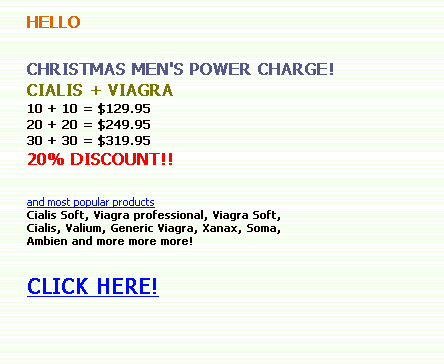 HELLO
CHRISTMAS MEN'S POWER CHARGE!
CIALIS + VIAGRA
10 + 10 = $129.95
20 + 20 = $249.95
30 + 30 = $319.95
20% DISCOUNT!!
and most popular products
Cialis Soft, Viagra professional, Viagra Soft,
Cialis, Valium, Generic Viagra, Xanax, Soma,
Ambien and more more more!
CLICK HERE!